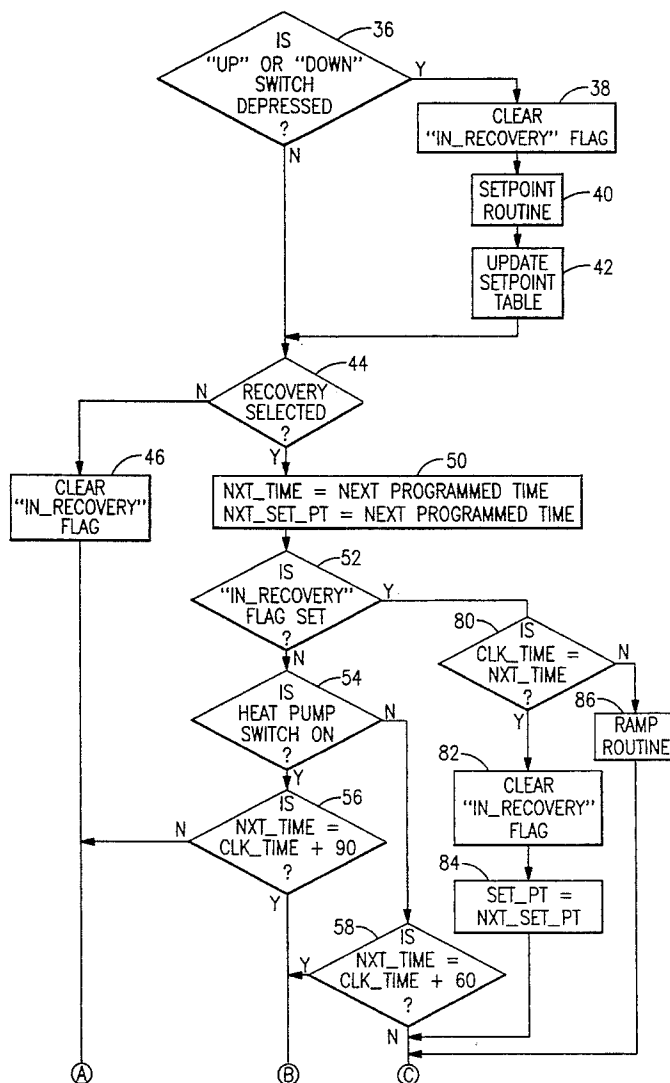 36
IS
"UP" OR "DOWN"
SWITCH
DEPRESSED
?
Y
N
38
CLEAR
"IN_RECOVERY" FLAG
SETPOINT
ROUTINE
40
UPDATE
SETPOINT
TABLE
42
44
N
RECOVERY
SELECTED
?
Y
46
CLEAR
"IN_RECOVERY"
FLAG
50
NXT_TIME = NEXT PROGRAMMED TIME
NXT_SET_PT = NEXT PROGRAMMED TIME
52
IS
"IN_RECOVERY"
FLAG SET
?
Y
N
80
IS
CLK_TIME =
NXT_TIME
?
N
Y
54
IS
HEAT PUMP
SWITCH ON
?
N
Y
86
RAMP
ROUTINE
82
CLEAR
"IN_RECOVERY"
FLAG
56
IS
NXT_TIME =
CLK_TIME + 90
?
N
Y
84
SET_PT =
NXT_SET_PT
58
IS
NXT_TIME =
CLK_TIME + 60
?
Y
N
A
B
C